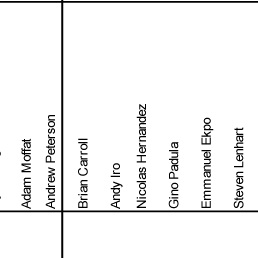 Adam Moffat
Andrew Peterson
Brian Carroll
Andy Iro
Nicolas Hernandez
Gino Padula
Emmanuel Ekpo
Steven Lenhart